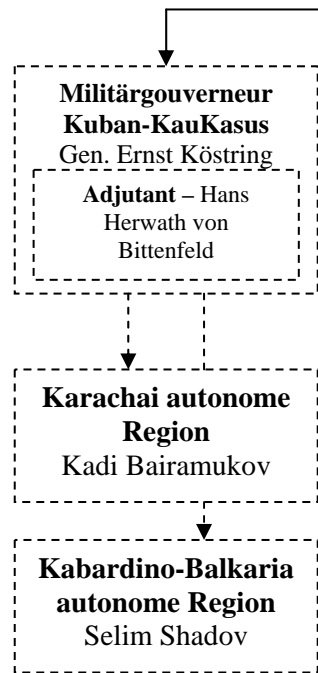 Militärgouverneur
Kuban-KauKasus
Gen. Ernst Köstring
Adjutant – Hans
Herwath von
Bittenfeld
Karachai autonome
Region
Kadi Bairamukov
Kabardino-Balkaria
autonome Region
Selim Shadov